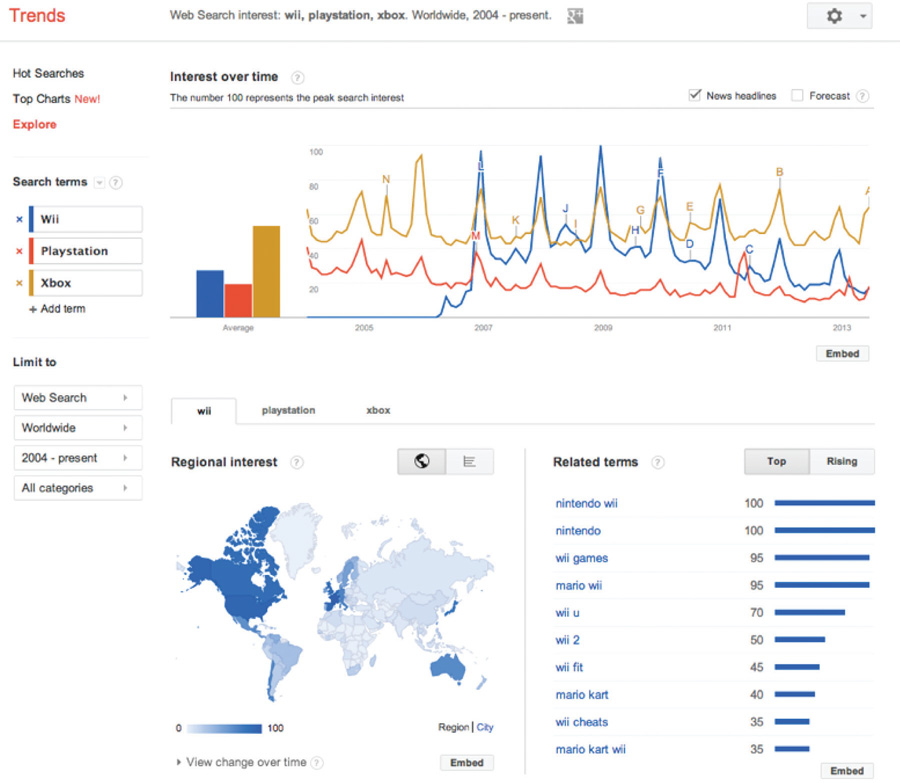 Trends
Web Search interest: wii, playstation, xbox. Worldwide, 2004 - present.
Hot Searches
Top Charts New!
Explore
Search terms ?
× Wii
× Playstation
× Xbox
+ Add term
Limit to
Web Search
Worldwide
2004 - present
All categories
Interest over time ?
The number 100 represents the peak search interest
News headlines
Forecast ?
100
80
60
40
20
N
L
M
K
J
I
H
G
F
E
D
C
B
A
Average
2005
2007
2009
2011
2013
Embed
wii
playstation
xbox
Regional interest ?
0
100
Region | City
View change over time ?
Embed
Related terms ?
Top
Rising
nintendo wii 100
nintendo 100
wii games 95
mario wii 95
wii u 70
wii 2 50
wii fit 45
mario kart 40
wii cheats 35
mario kart wii 35
Embed